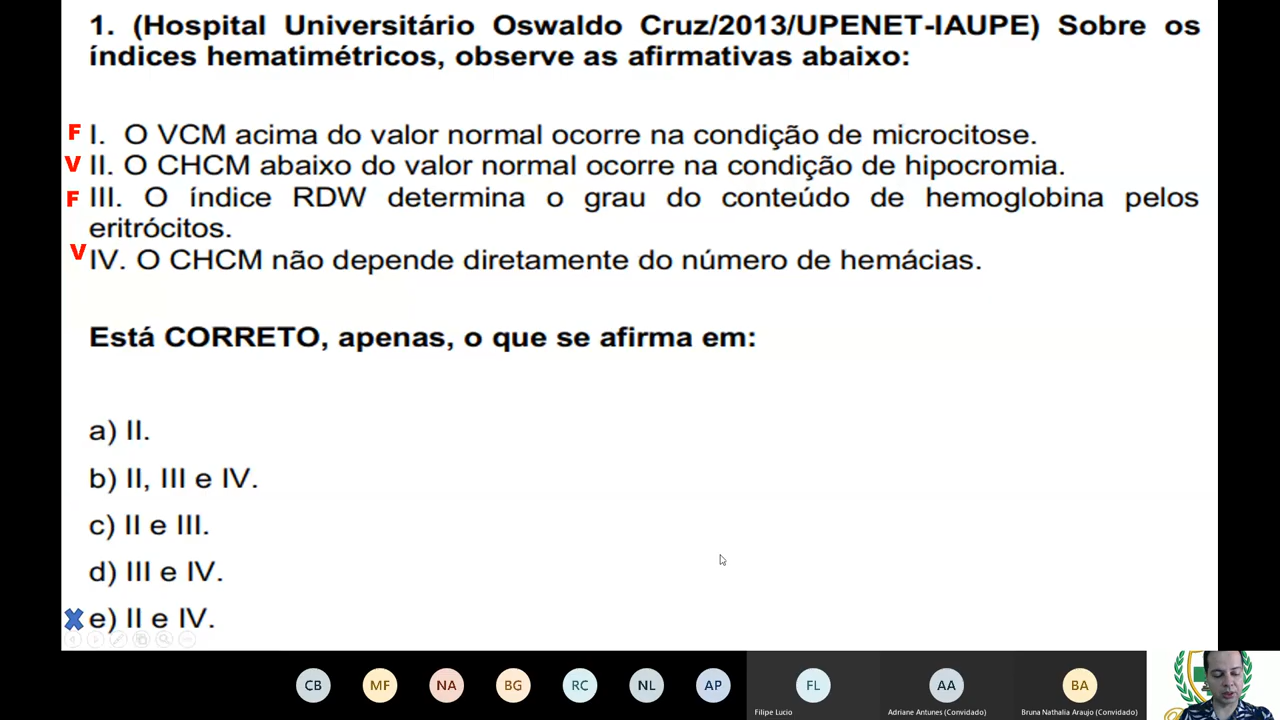 1. (Hospital Universitário Oswaldo Cruz/2013/UPENET-IAUPE) Sobre os
índices hematimétricos, observe as afirmativas abaixo:
F I. O VCM acima do valor normal ocorre na condição de microcitose.
V II. O CHCM abaixo do valor normal ocorre na condição de hipocromia.
F III. O índice RDW determina o grau do conteúdo de hemoglobina pelos
eritrócitos.
V IV. O CHCM não depende diretamente do número de hemácias.
Está CORRETO, apenas, o que se afirma em:
a) II.
b) II, III e IV.
c) II e III.
d) III e IV.
e) II e IV.
CB MF NA BG RC NL AP FL AA BA
Filipe Lucio Adriane Antunes (Convidado) Bruna Nathalia Araujo (Convidado)